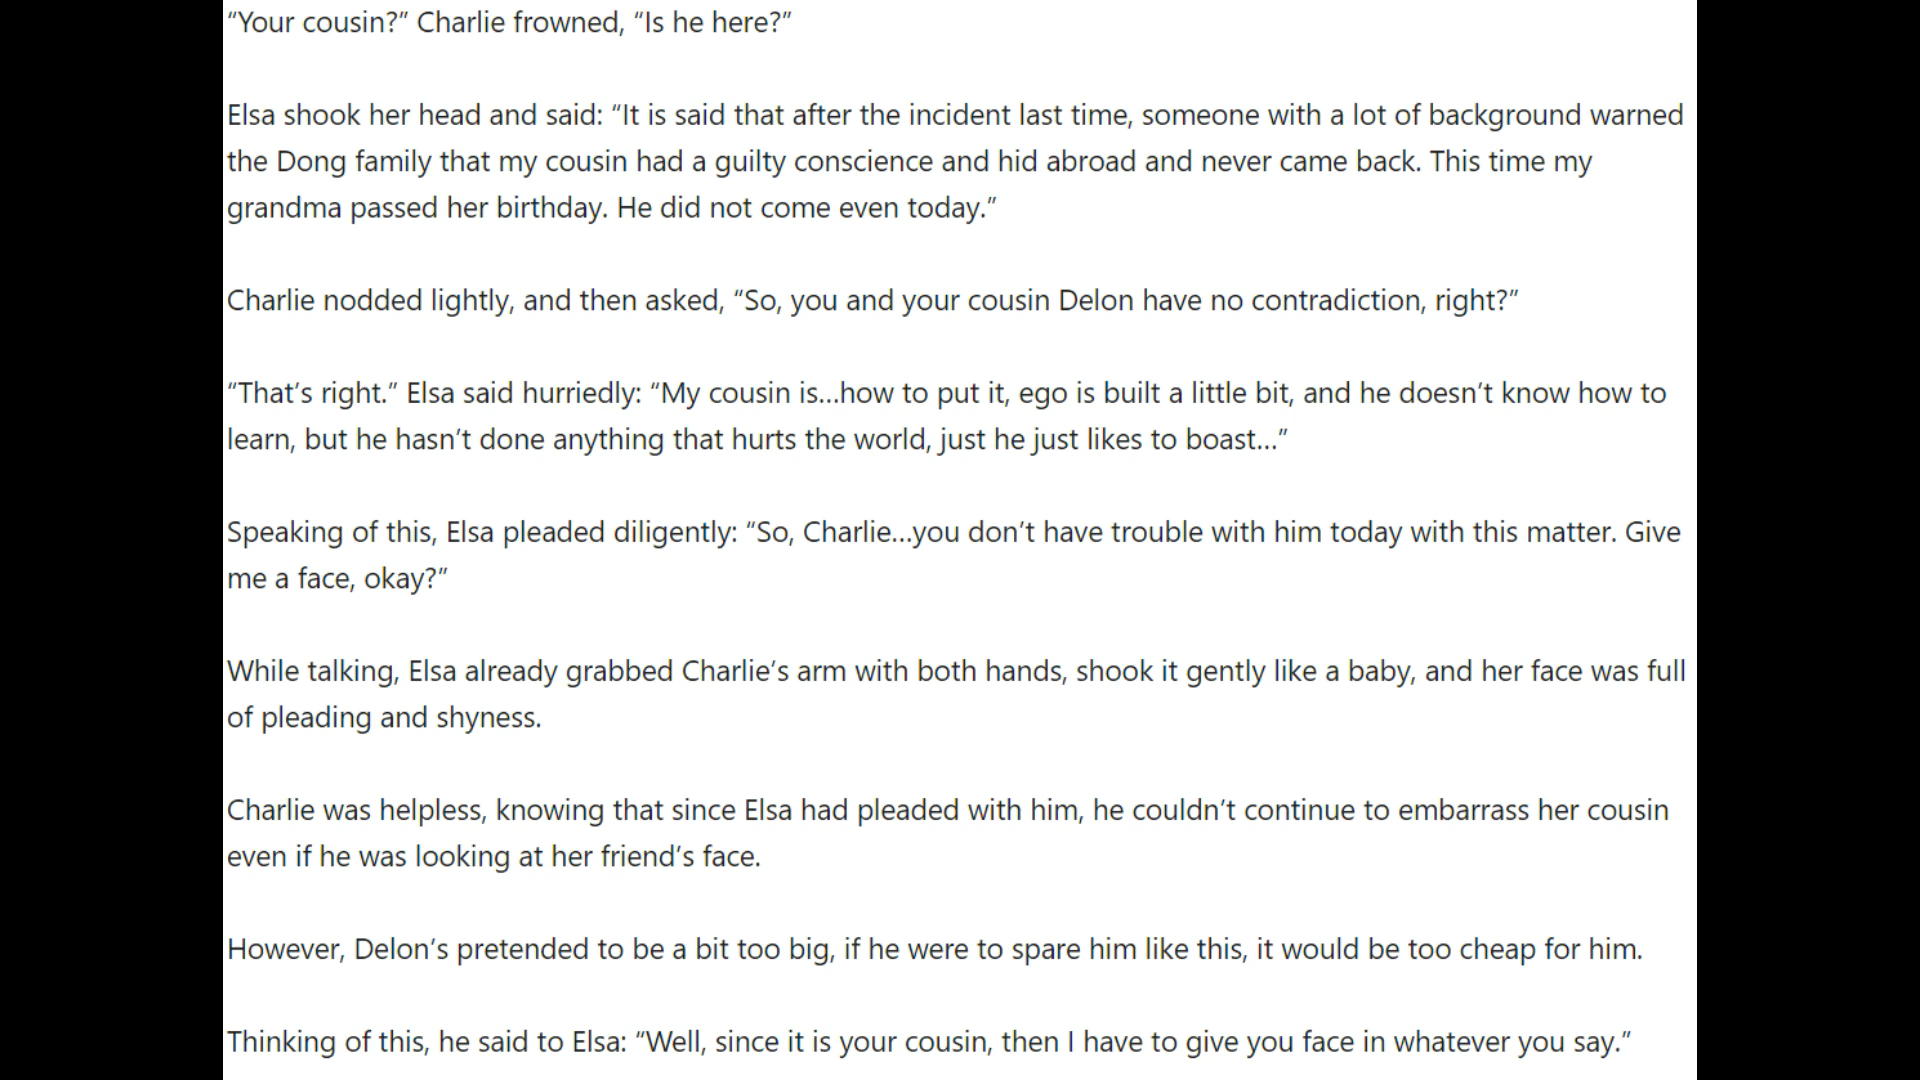 “Your cousin?” Charlie frowned, “Is he here?”
Elsa shook her head and said: “It is said that after the incident last time, someone with a lot of background warned
the Dong family that my cousin had a guilty conscience and hid abroad and never came back. This time my
grandma passed her birthday. He did not come even today.”
Charlie nodded lightly, and then asked, “So, you and your cousin Delon have no contradiction, right?”
“That’s right.” Elsa said hurriedly: “My cousin is…how to put it, ego is built a little bit, and he doesn’t know how to
learn, but he hasn’t done anything that hurts the world, just he just likes to boast…”
Speaking of this, Elsa pleaded diligently: “So, Charlie…you don’t have trouble with him today with this matter. Give
me a face, okay?”
While talking, Elsa already grabbed Charlie’s arm with both hands, shook it gently like a baby, and her face was full
of pleading and shyness.
Charlie was helpless, knowing that since Elsa had pleaded with him, he couldn’t continue to embarrass her cousin
even if he was looking at her friend’s face.
However, Delon’s pretended to be a bit too big, if he were to spare him like this, it would be too cheap for him.
Thinking of this, he said to Elsa: “Well, since it is your cousin, then I have to give you face in whatever you say.”